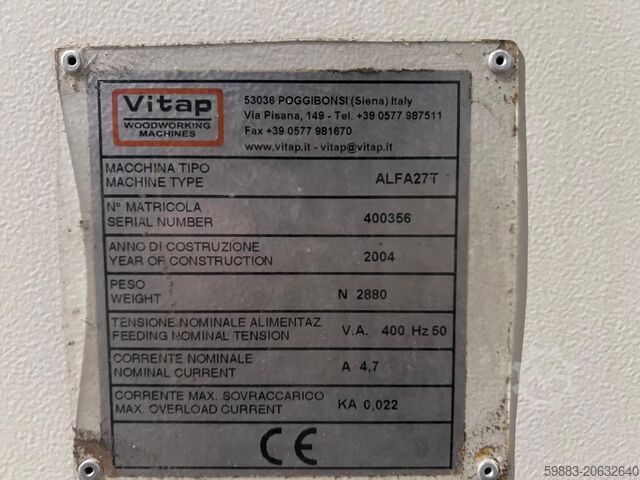 Vitap
WOODWORKING
MACHINES
53036 POGGIBONSI (Siena) Italy
Via Pisana, 149 - Tel. +39 0577 987511
Fax +39 0577 981670
www.vitap.it - vitap@vitap.it
MACCHINA TIPO
MACHINE TYPE
ALFA27T
N° MATRICOLA
SERIAL NUMBER
400356
ANNO DI COSTRUZIONE
YEAR OF CONSTRUCTION
2004
PESO
WEIGHT
N 2880
TENSIONE NOMINALE ALIMENTAZ.
FEEDING NOMINAL TENSION
V.A. 400 Hz 50
CORRENTE NOMINALE
NOMINAL CURRENT
A 4,7
CORRENTE MAX. SOVRACCARICO
MAX. OVERLOAD CURRENT
KA 0,022
CE
59883-20632640